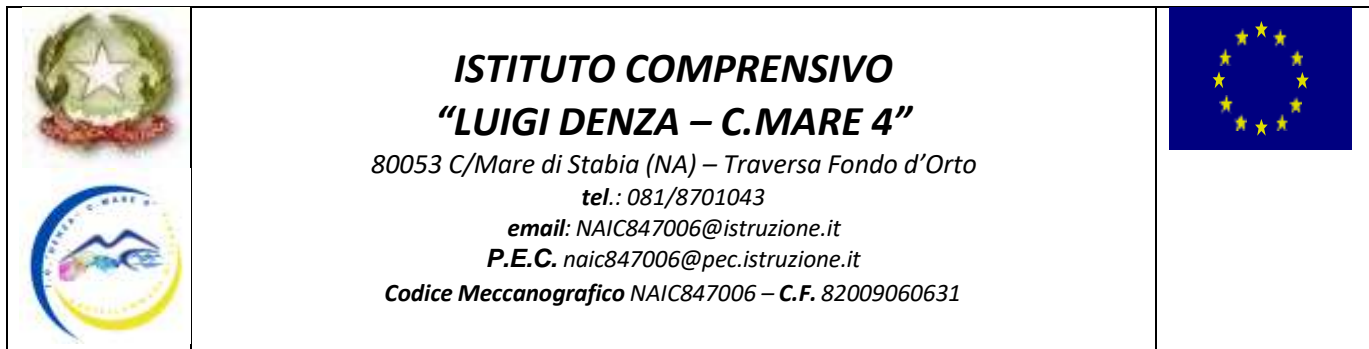 ISTITUTO COMPRENSIVO
“LUIGI DENZA – C.MARE 4”
80053 C/Mare di Stabia (NA) – Traversa Fondo d’Orto
tel.: 081/8701043
email: NAIC847006@istruzione.it
P.E.C. naic847006@pec.istruzione.it
Codice Meccanografico NAIC847006 – C.F. 82009060631